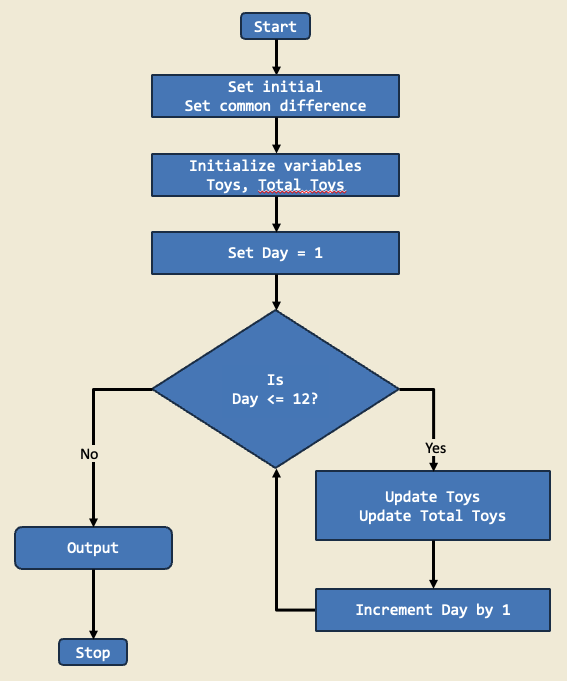 Start
Set initial
Set common difference
Initialize variables
Toys, Total Toys
Set Day = 1
Is
Day <= 12?
No
Yes
Update Toys
Update Total Toys
Output
Increment Day by 1
Stop